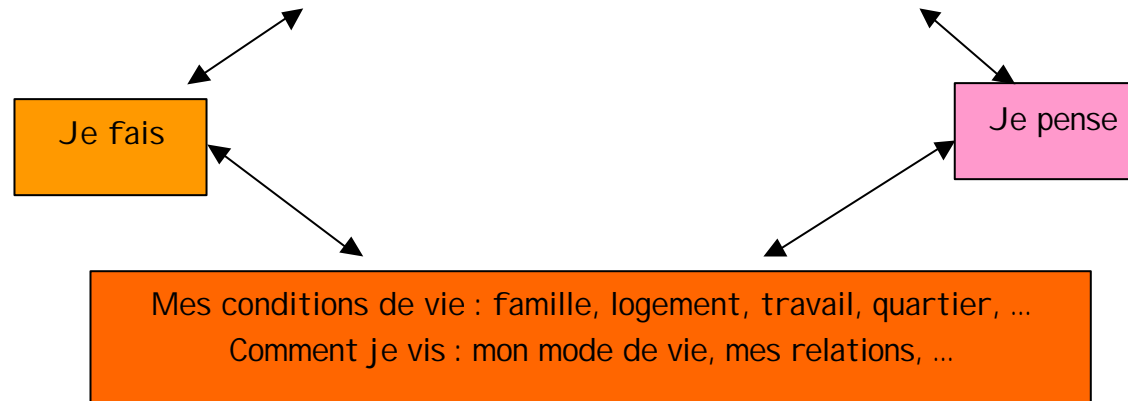 Je fais
Je pense
Mes conditions de vie : famille, logement, travail, quartier, ...
Comment je vis : mon mode de vie, mes relations, ...